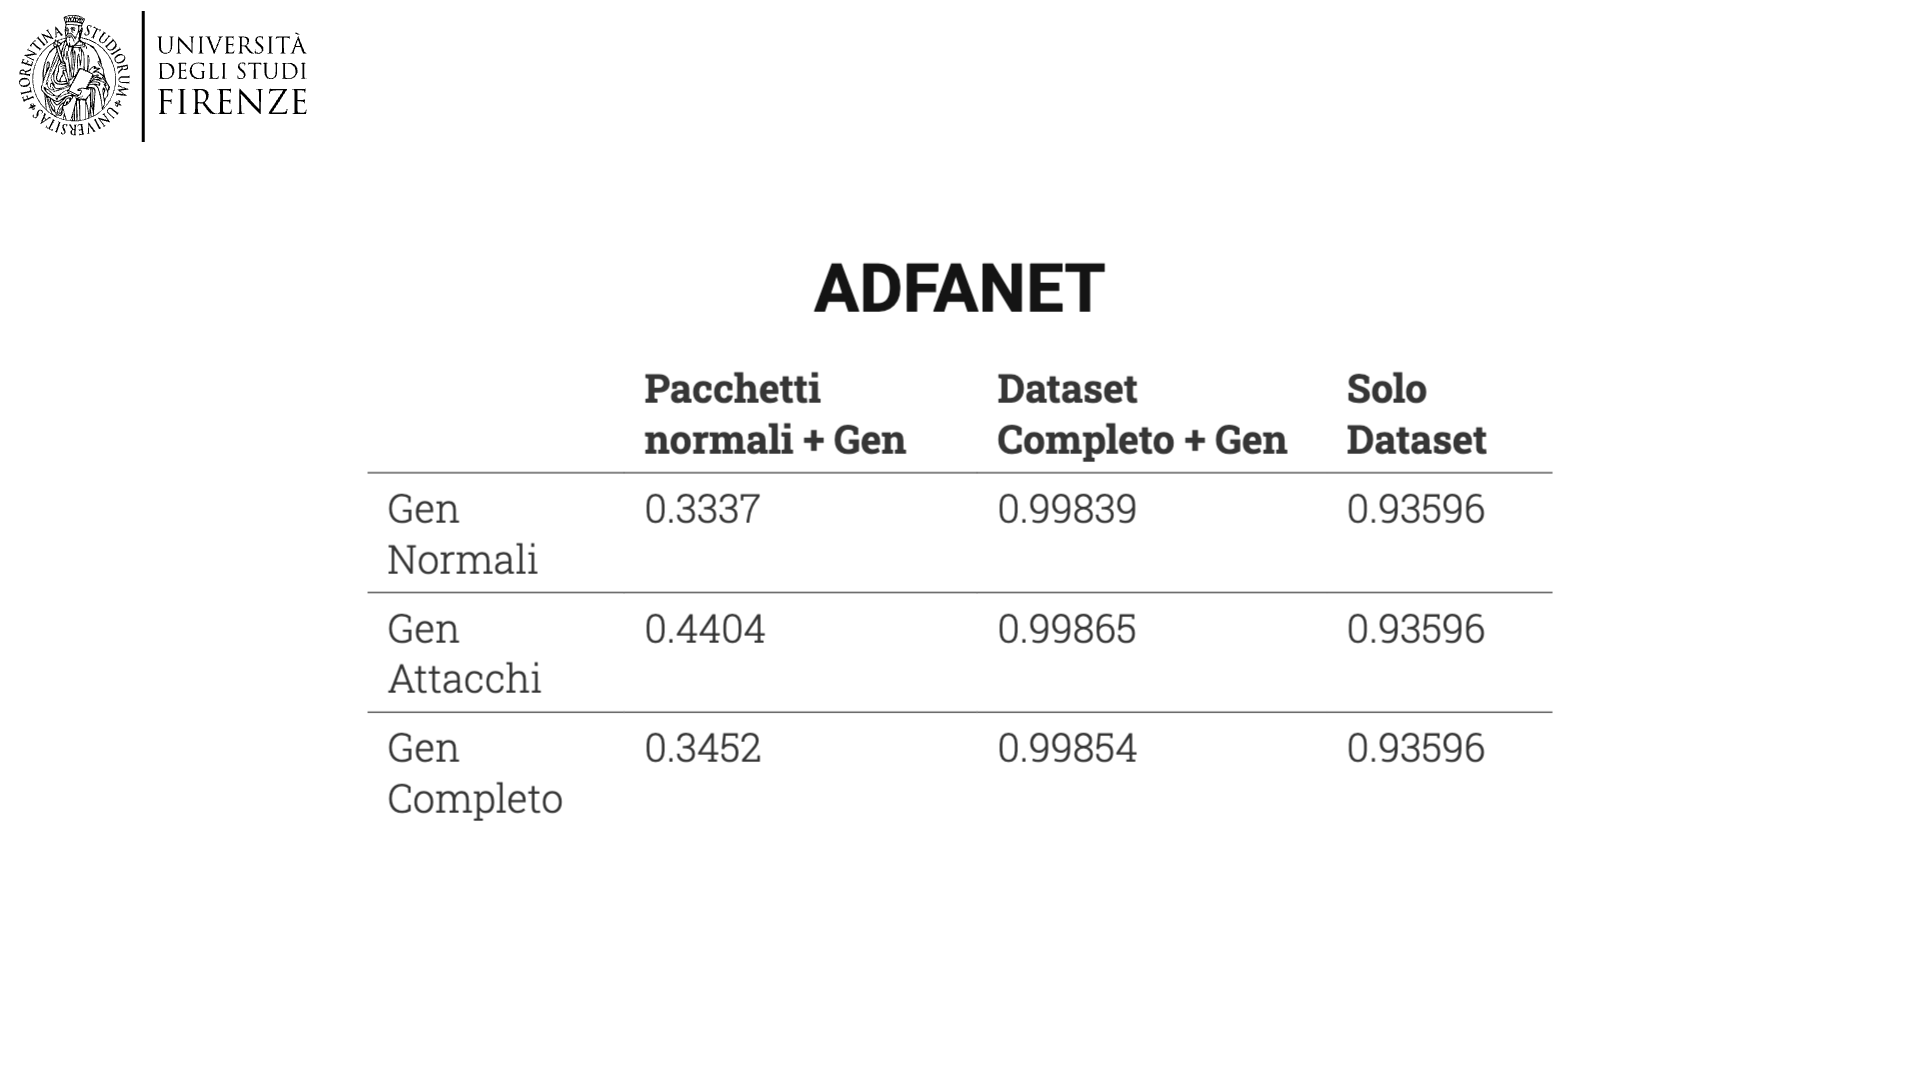 FLORENTINA STUDIORUM UNIVERSITAS
UNIVERSITÀ
DEGLI STUDI
FIRENZE
ADFANET
Pacchetti normali + Gen
Dataset Completo + Gen
Solo Dataset
Gen Normali
0.3337
0.99839
0.93596
Gen Attacchi
0.4404
0.99865
0.93596
Gen Completo
0.3452
0.99854
0.93596